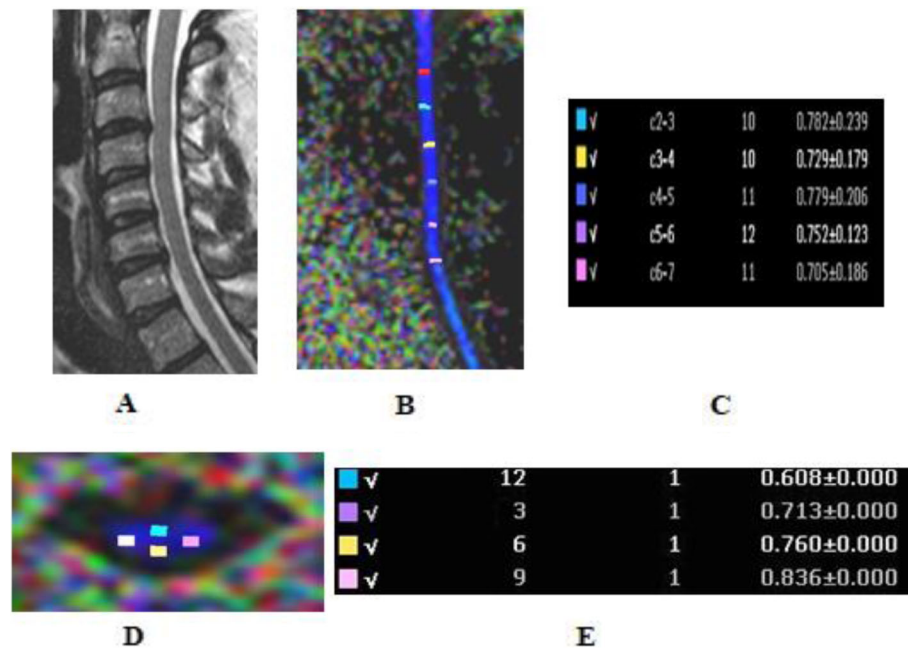 √ c2-3 10 0.782±0.239
√ c3-4 10 0.729±0.179
√ c4-5 11 0.779±0.206
√ c5-6 12 0.752±0.123
√ c6-7 11 0.705±0.186
A
B
C
√ 12 1 0.608±0.000
√ 3 1 0.713±0.000
√ 6 1 0.760±0.000
√ 9 1 0.836±0.000
D
E